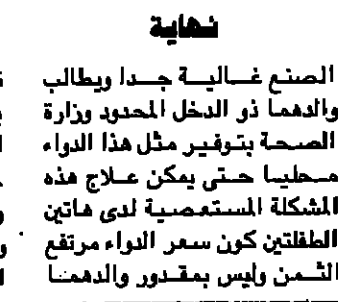 نهاية
الصنع غالية جدا ويطالب
والدهما ذو الدخل المحدود وزارة
الصحة بتوفير مثل هذا الدواء
محليا حتى يمكن علاج هذه
المشكلة المستعصية لدى هاتين
الطفلتين كون سعر الدواء مرتفع
الثمن وليس بمقدور والدهمنا